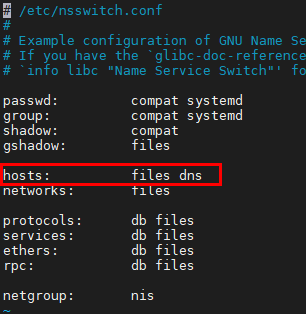 # /etc/nsswitch.conf
#
# Example configuration of GNU Name Se
# If you have the `glibc-doc-reference
# `info libc "Name Service Switch"' fo
passwd: compat systemd
group: compat systemd
shadow: compat
gshadow: files
hosts: files dns
networks: files
protocols: db files
services: db files
ethers: db files
rpc: db files
netgroup: nis
~